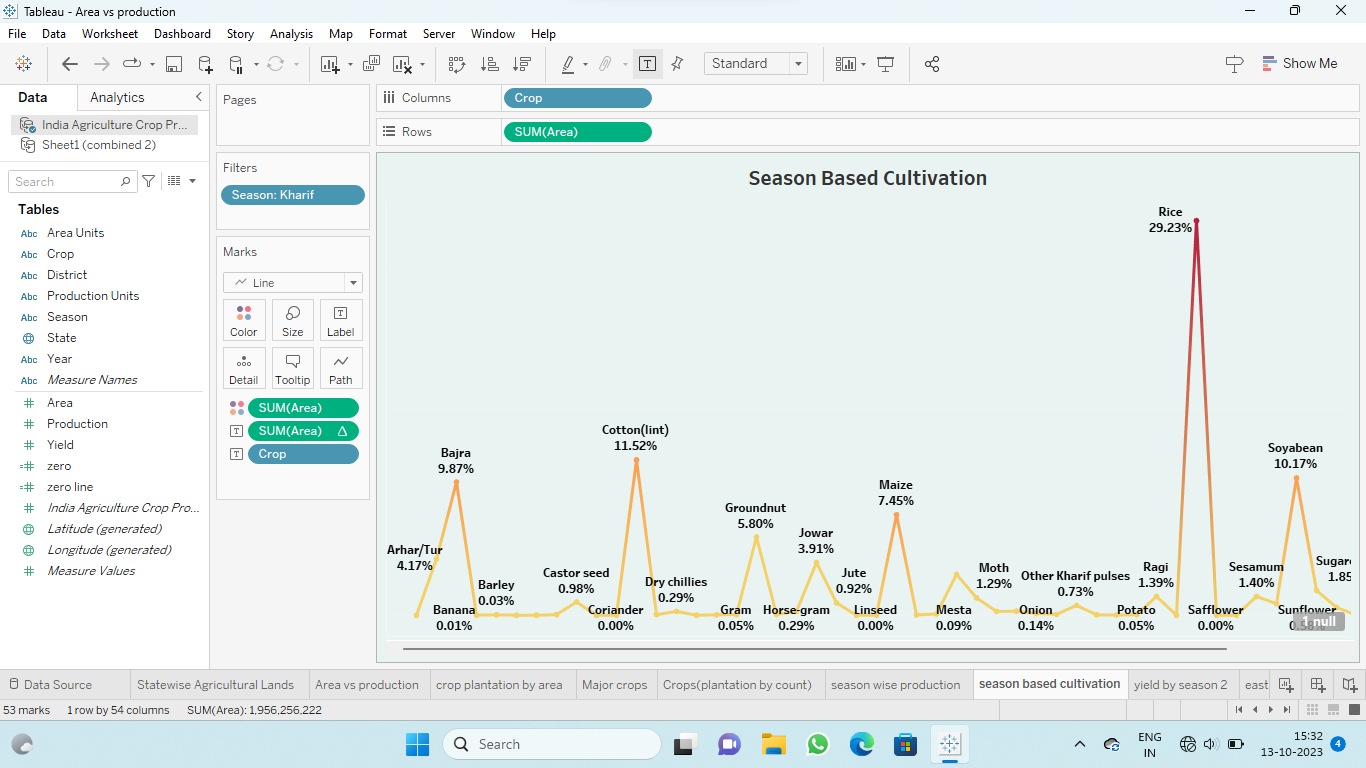 Tableau - Area vs production
File Data Worksheet Dashboard Story Analysis Map Format Server Window Help
Standard
Show Me
Data Analytics
India Agriculture Crop Pr...
Sheet1 (combined 2)
Search
Tables
Abc Area Units
Abc Crop
Abc District
Abc Production Units
Abc Season
State
Abc Year
Abc Measure Names
# Area
# Production
# Yield
=# zero
=# zero line
# India Agriculture Crop Pro...
Latitude (generated)
Longitude (generated)
# Measure Values
Pages
Filters
Season: Kharif
Marks
Line
Color Size Label
Detail Tooltip Path
SUM(Area)
SUM(Area) △
Crop
Columns Crop
Rows SUM(Area)
Season Based Cultivation
Rice
29.23%
Cotton(lint)
11.52%
Bajra
9.87%
Soyabean
10.17%
Maize
7.45%
Groundnut
5.80%
Jowar
3.91%
Arhar/Tur
4.17%
Barley
0.03%
Castor seed
0.98%
Dry chillies
0.29%
Jute
0.92%
Moth
1.29%
Other Kharif pulses
0.73%
Ragi
1.39%
Sesamum
1.40%
Sugar
1.85
Banana
0.01%
Coriander
0.00%
Gram
0.05%
Horse-gram
0.29%
Linseed
0.00%
Mesta
0.09%
Onion
0.14%
Potato
0.05%
Safflower
0.00%
Sunflower
1 null
Data Source Statewise Agricultural Lands Area vs production crop plantation by area Major crops Crops(plantation by count) season wise production season based cultivation yield by season 2 east
53 marks 1 row by 54 columns SUM(Area): 1,956,256,222
Search
ENG
IN
15:32
13-10-2023
4